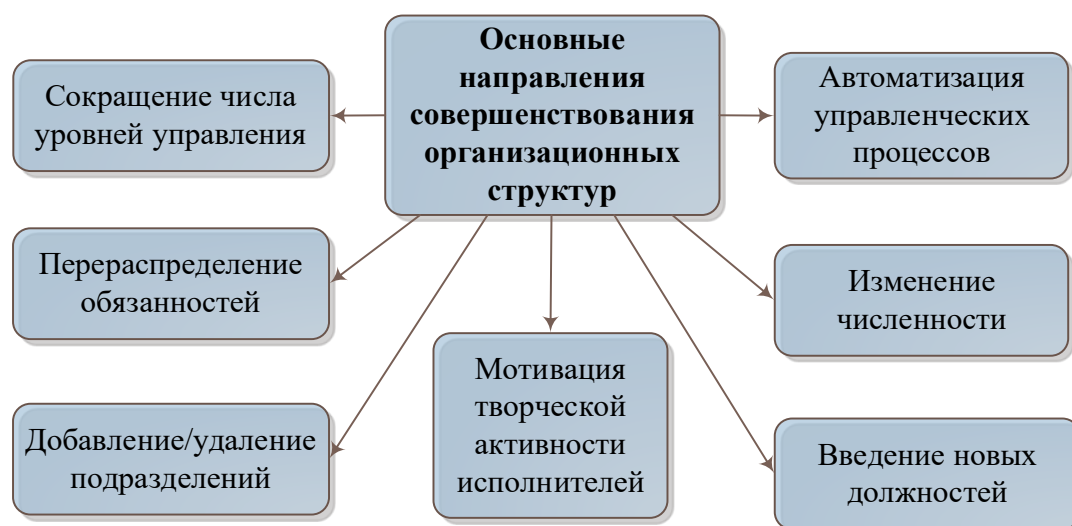 Основные
направления
совершенствования
организационных
структур
Сокращение числа
уровней управления
Автоматизация
управленческих
процессов
Перераспределение
обязанностей
Изменение
численности
Добавление/удаление
подразделений
Мотивация
творческой
активности
исполнителей
Введение новых
должностей